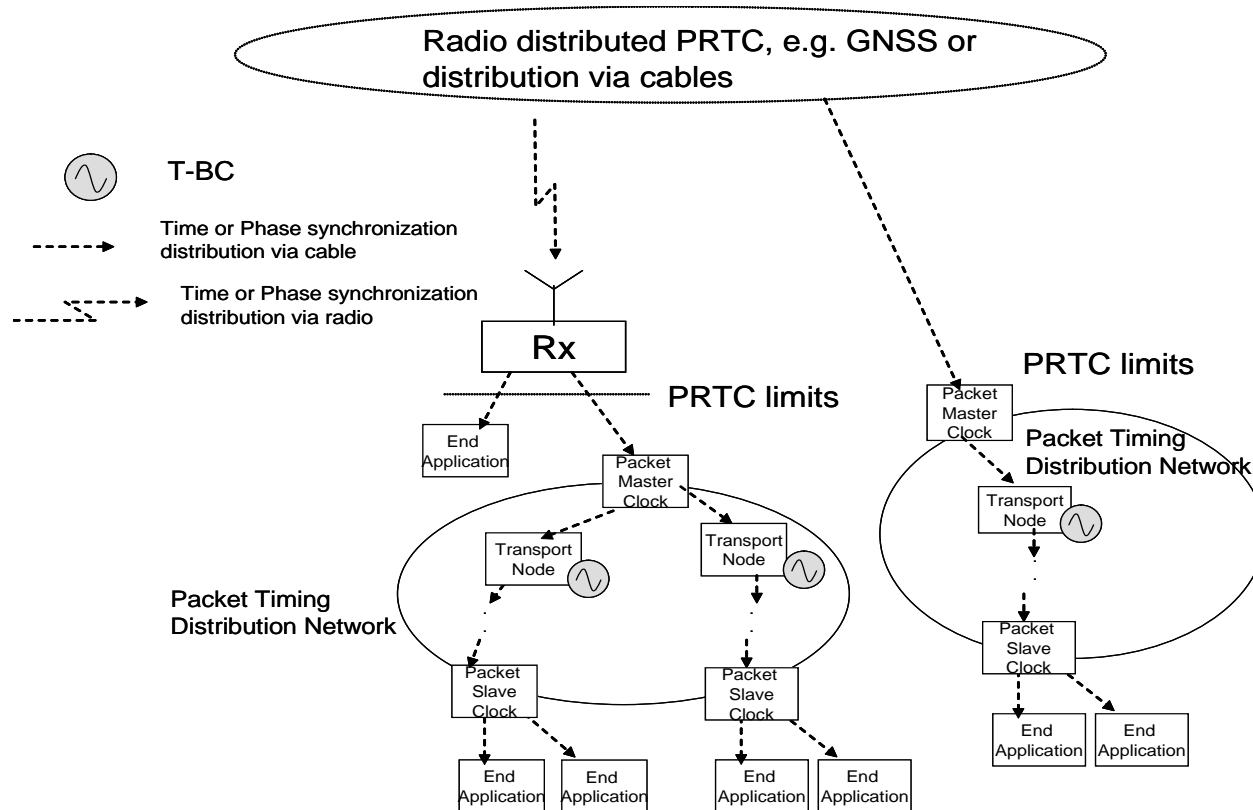 Radio distributed PRTC, e.g. GNSS or
distribution via cables
T-BC
Time or Phase synchronization
distribution via cable
Time or Phase synchronization
distribution via radio
Rx
PRTC limits
End
Application
Packet
Master
Clock
Transport
Node
Transport
Node
Packet Timing
Distribution Network
Packet
Slave
Clock
Packet
Slave
Clock
End
Application
End
Application
End
Application
End
Application
PRTC limits
Packet
Master
Clock
Packet Timing
Distribution Network
Transport
Node
Packet
Slave
Clock
End
Application
End
Application